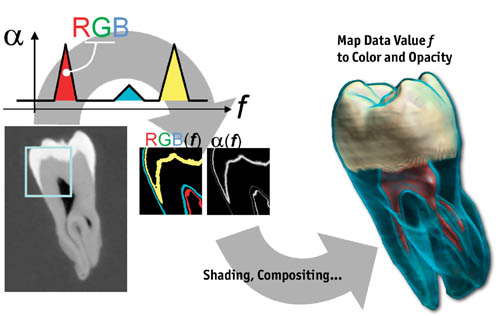 α
RGB
f
Map Data Value f
to Color and Opacity
RGB(f) α(f)
Shading, Compositing...